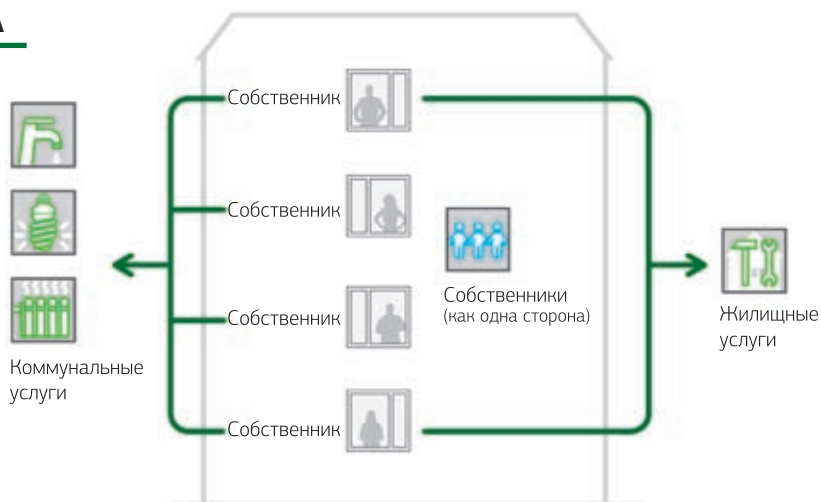 Собственник
Собственник
Собственники
(как одна сторона)
Собственник
Собственник
Коммунальные
услуги
Жилищные
услуги